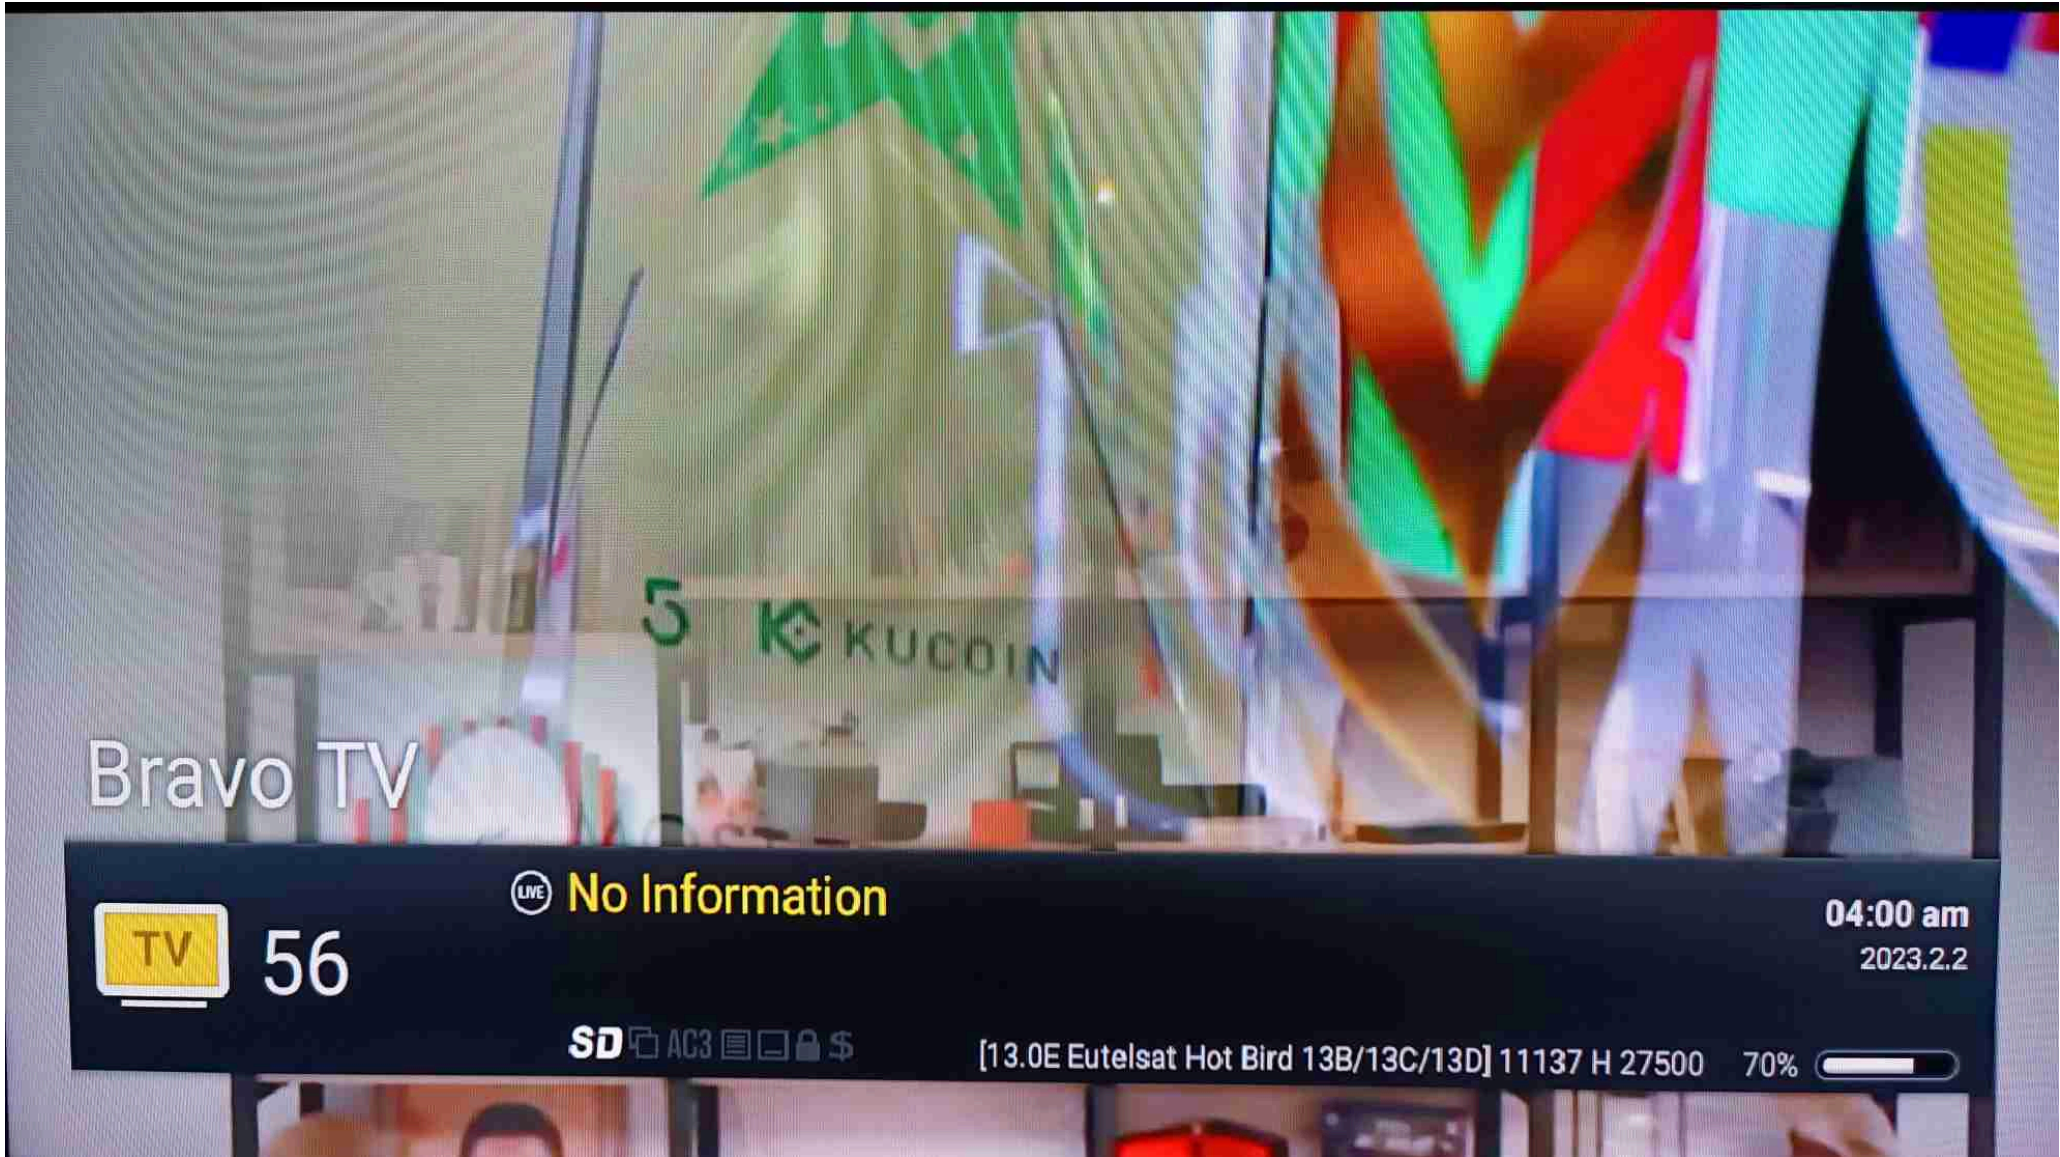 5 KUCOIN
Bravo TV
TV
56
LIVE No Information
04:00 am
2023.2.2
SD AC3 $
[13.0E Eutelsat Hot Bird 13B/13C/13D] 11137 H 27500 70%